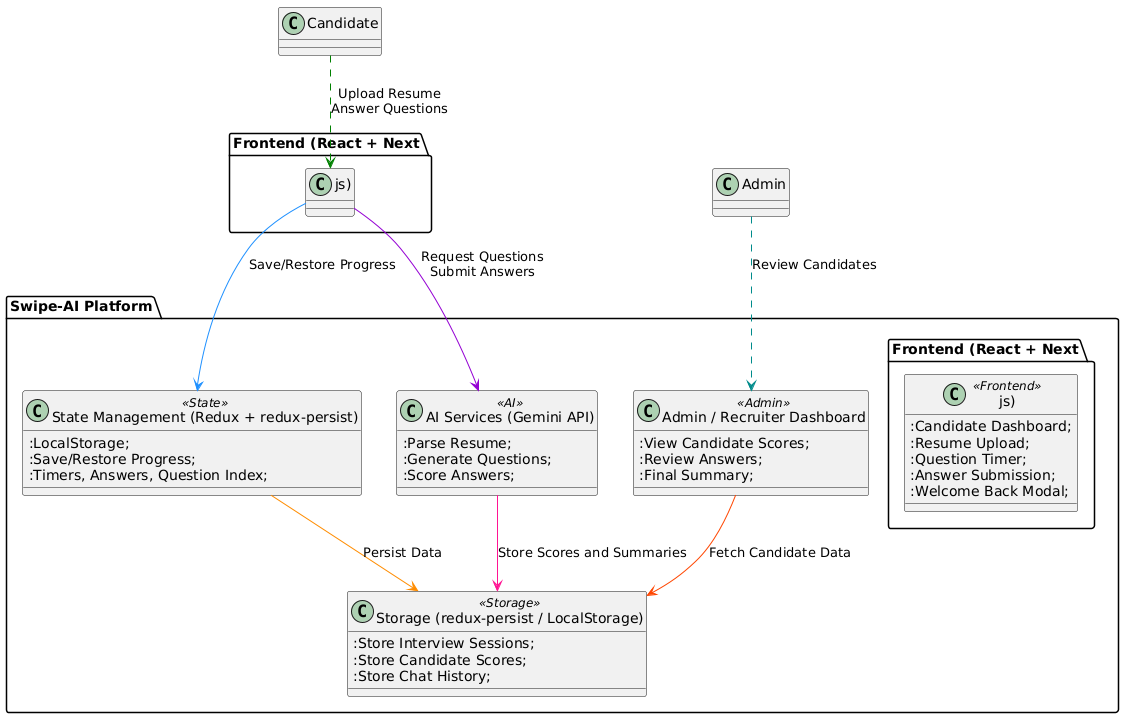 C Candidate
Upload Resume
Answer Questions
Frontend (React + Next
C js)
C Admin
Save/Restore Progress
Request Questions
Submit Answers
Review Candidates
Swipe-AI Platform
Frontend (React + Next
C «Frontend»
js)
:Candidate Dashboard;
:Resume Upload;
:Question Timer;
:Answer Submission;
:Welcome Back Modal;
C «State»
State Management (Redux + redux-persist)
:LocalStorage;
:Save/Restore Progress;
:Timers, Answers, Question Index;
C «AI»
AI Services (Gemini API)
:Parse Resume;
:Generate Questions;
:Score Answers;
C «Admin»
Admin / Recruiter Dashboard
:View Candidate Scores;
:Review Answers;
:Final Summary;
Persist Data
Store Scores and Summaries
Fetch Candidate Data
C «Storage»
Storage (redux-persist / LocalStorage)
:Store Interview Sessions;
:Store Candidate Scores;
:Store Chat History;